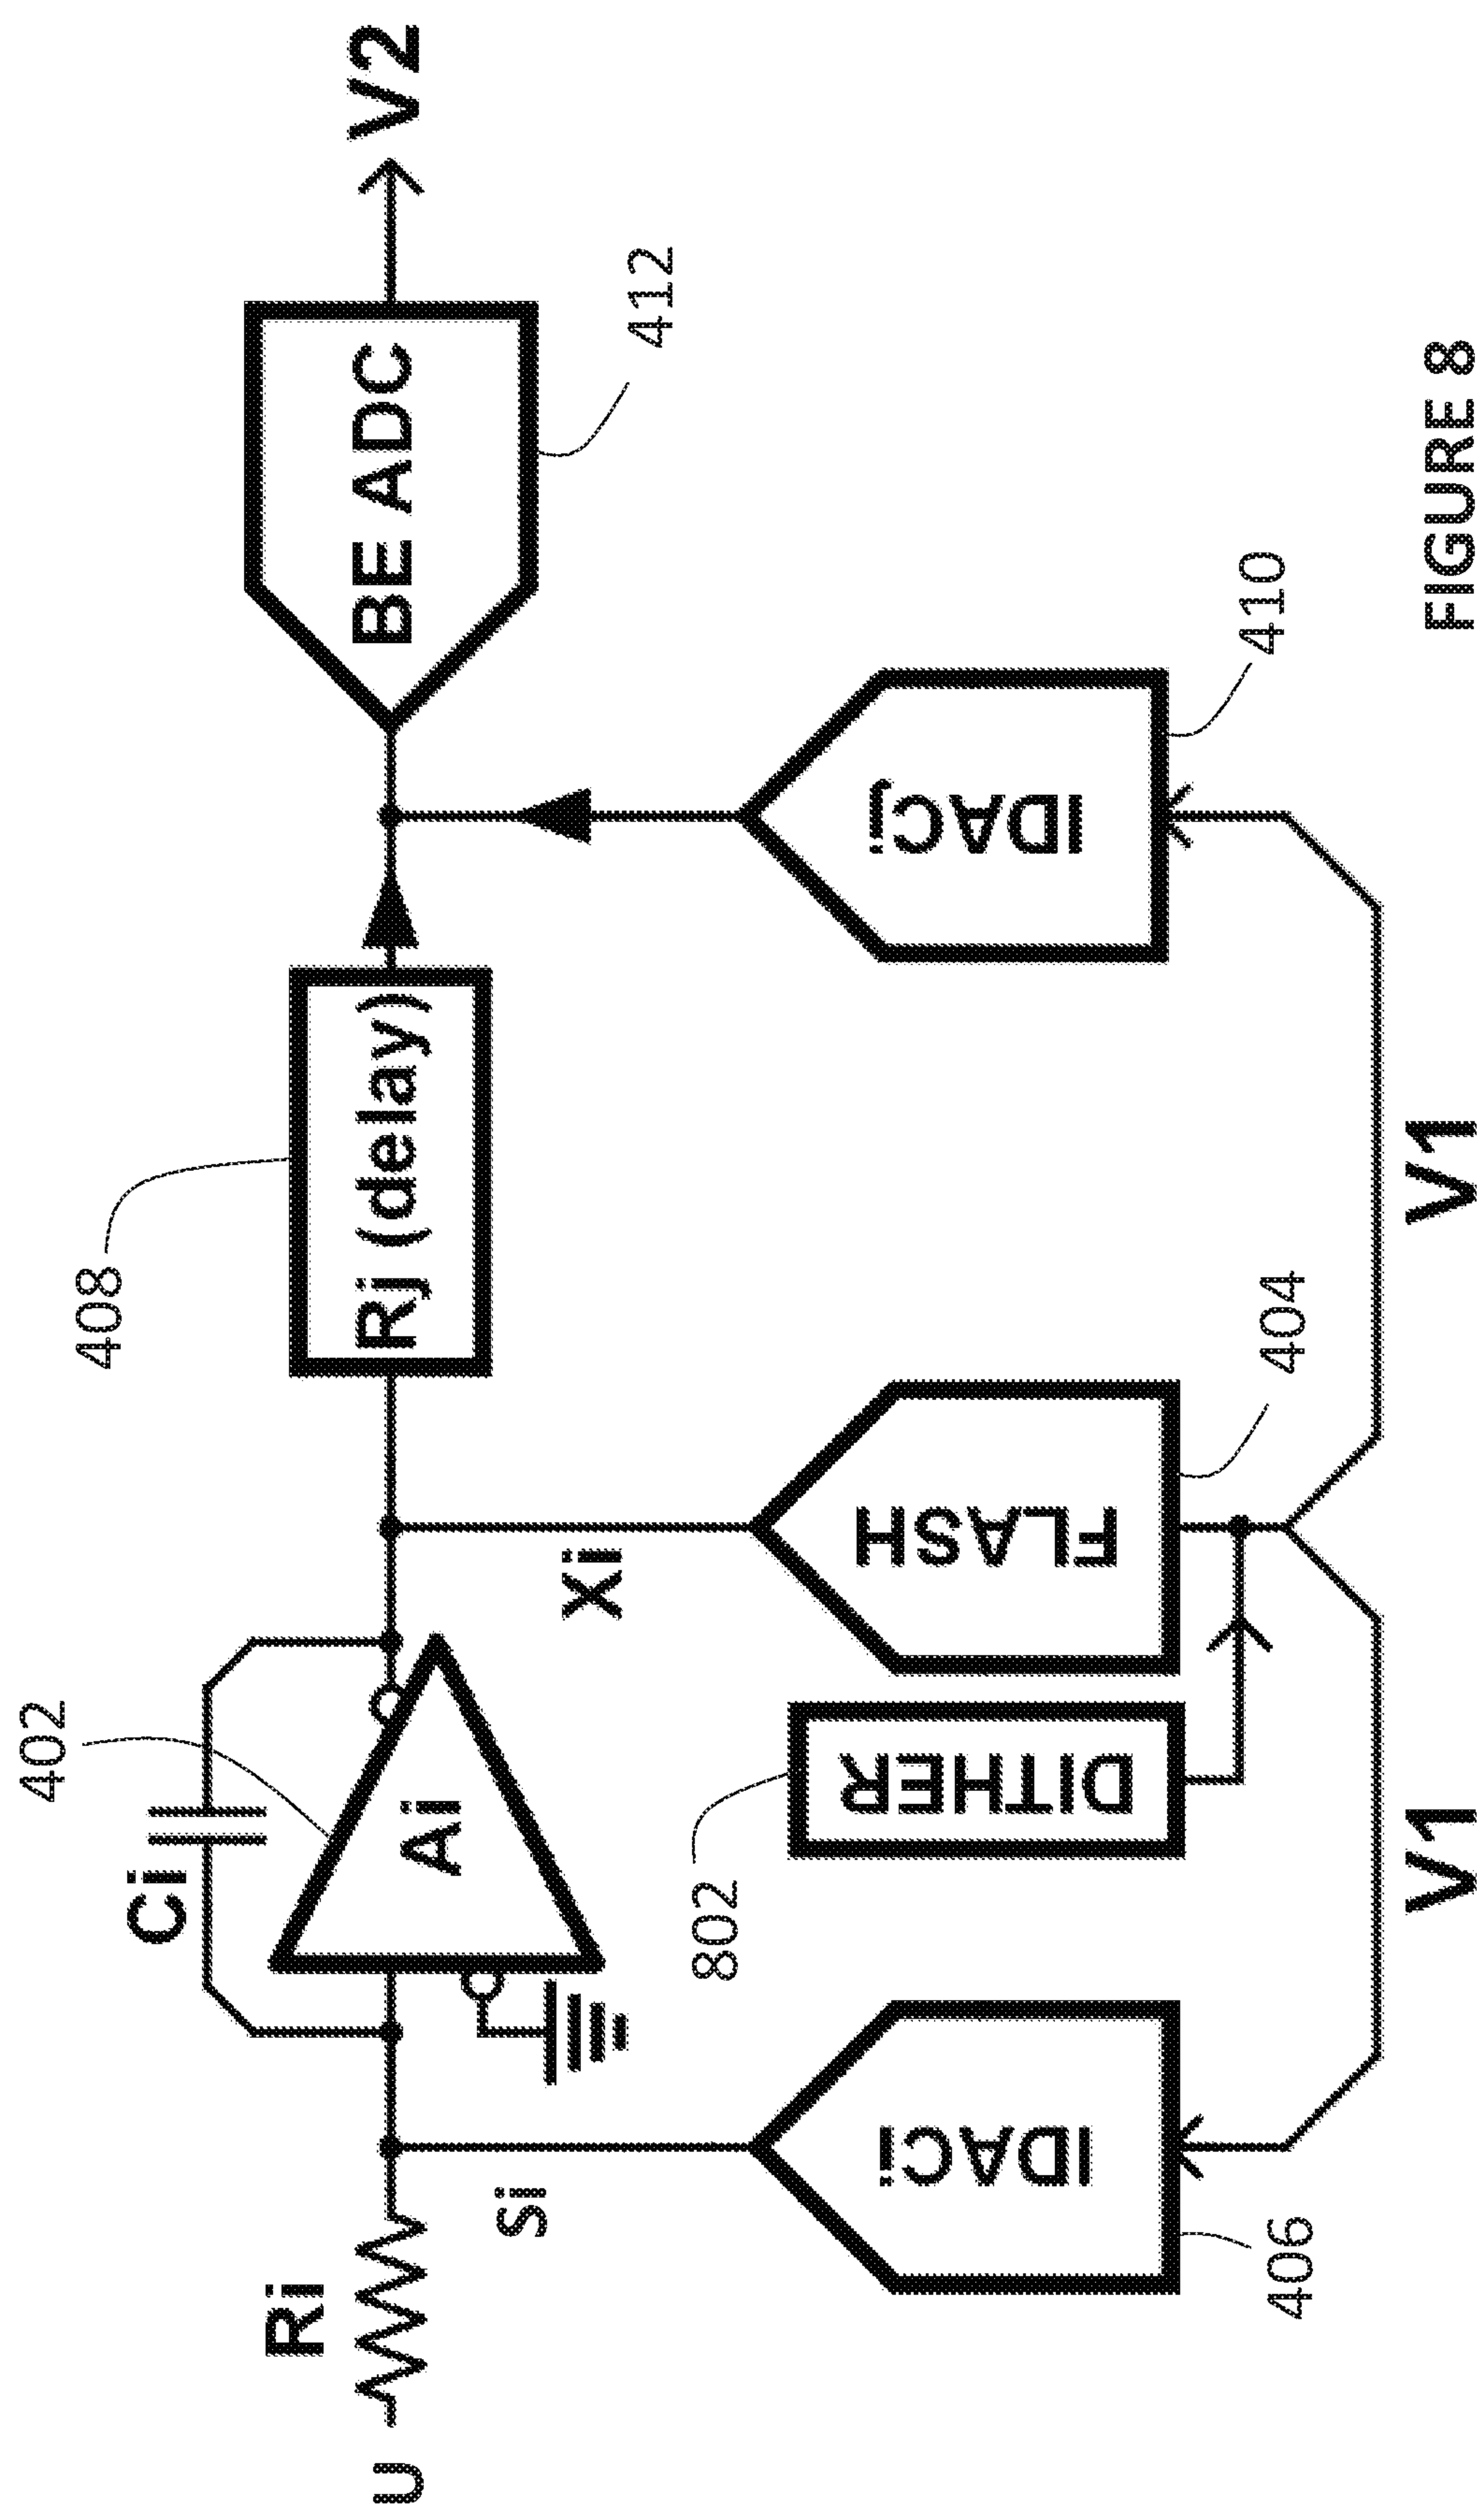 402
408
Ci
Ri
U
Ai
Rj (delay)
BE ADC
V2
Si
Xi
412
802
IDACi
DITHER
FLASH
IDACj
406
404
410
V1
V1
FIGURE 8